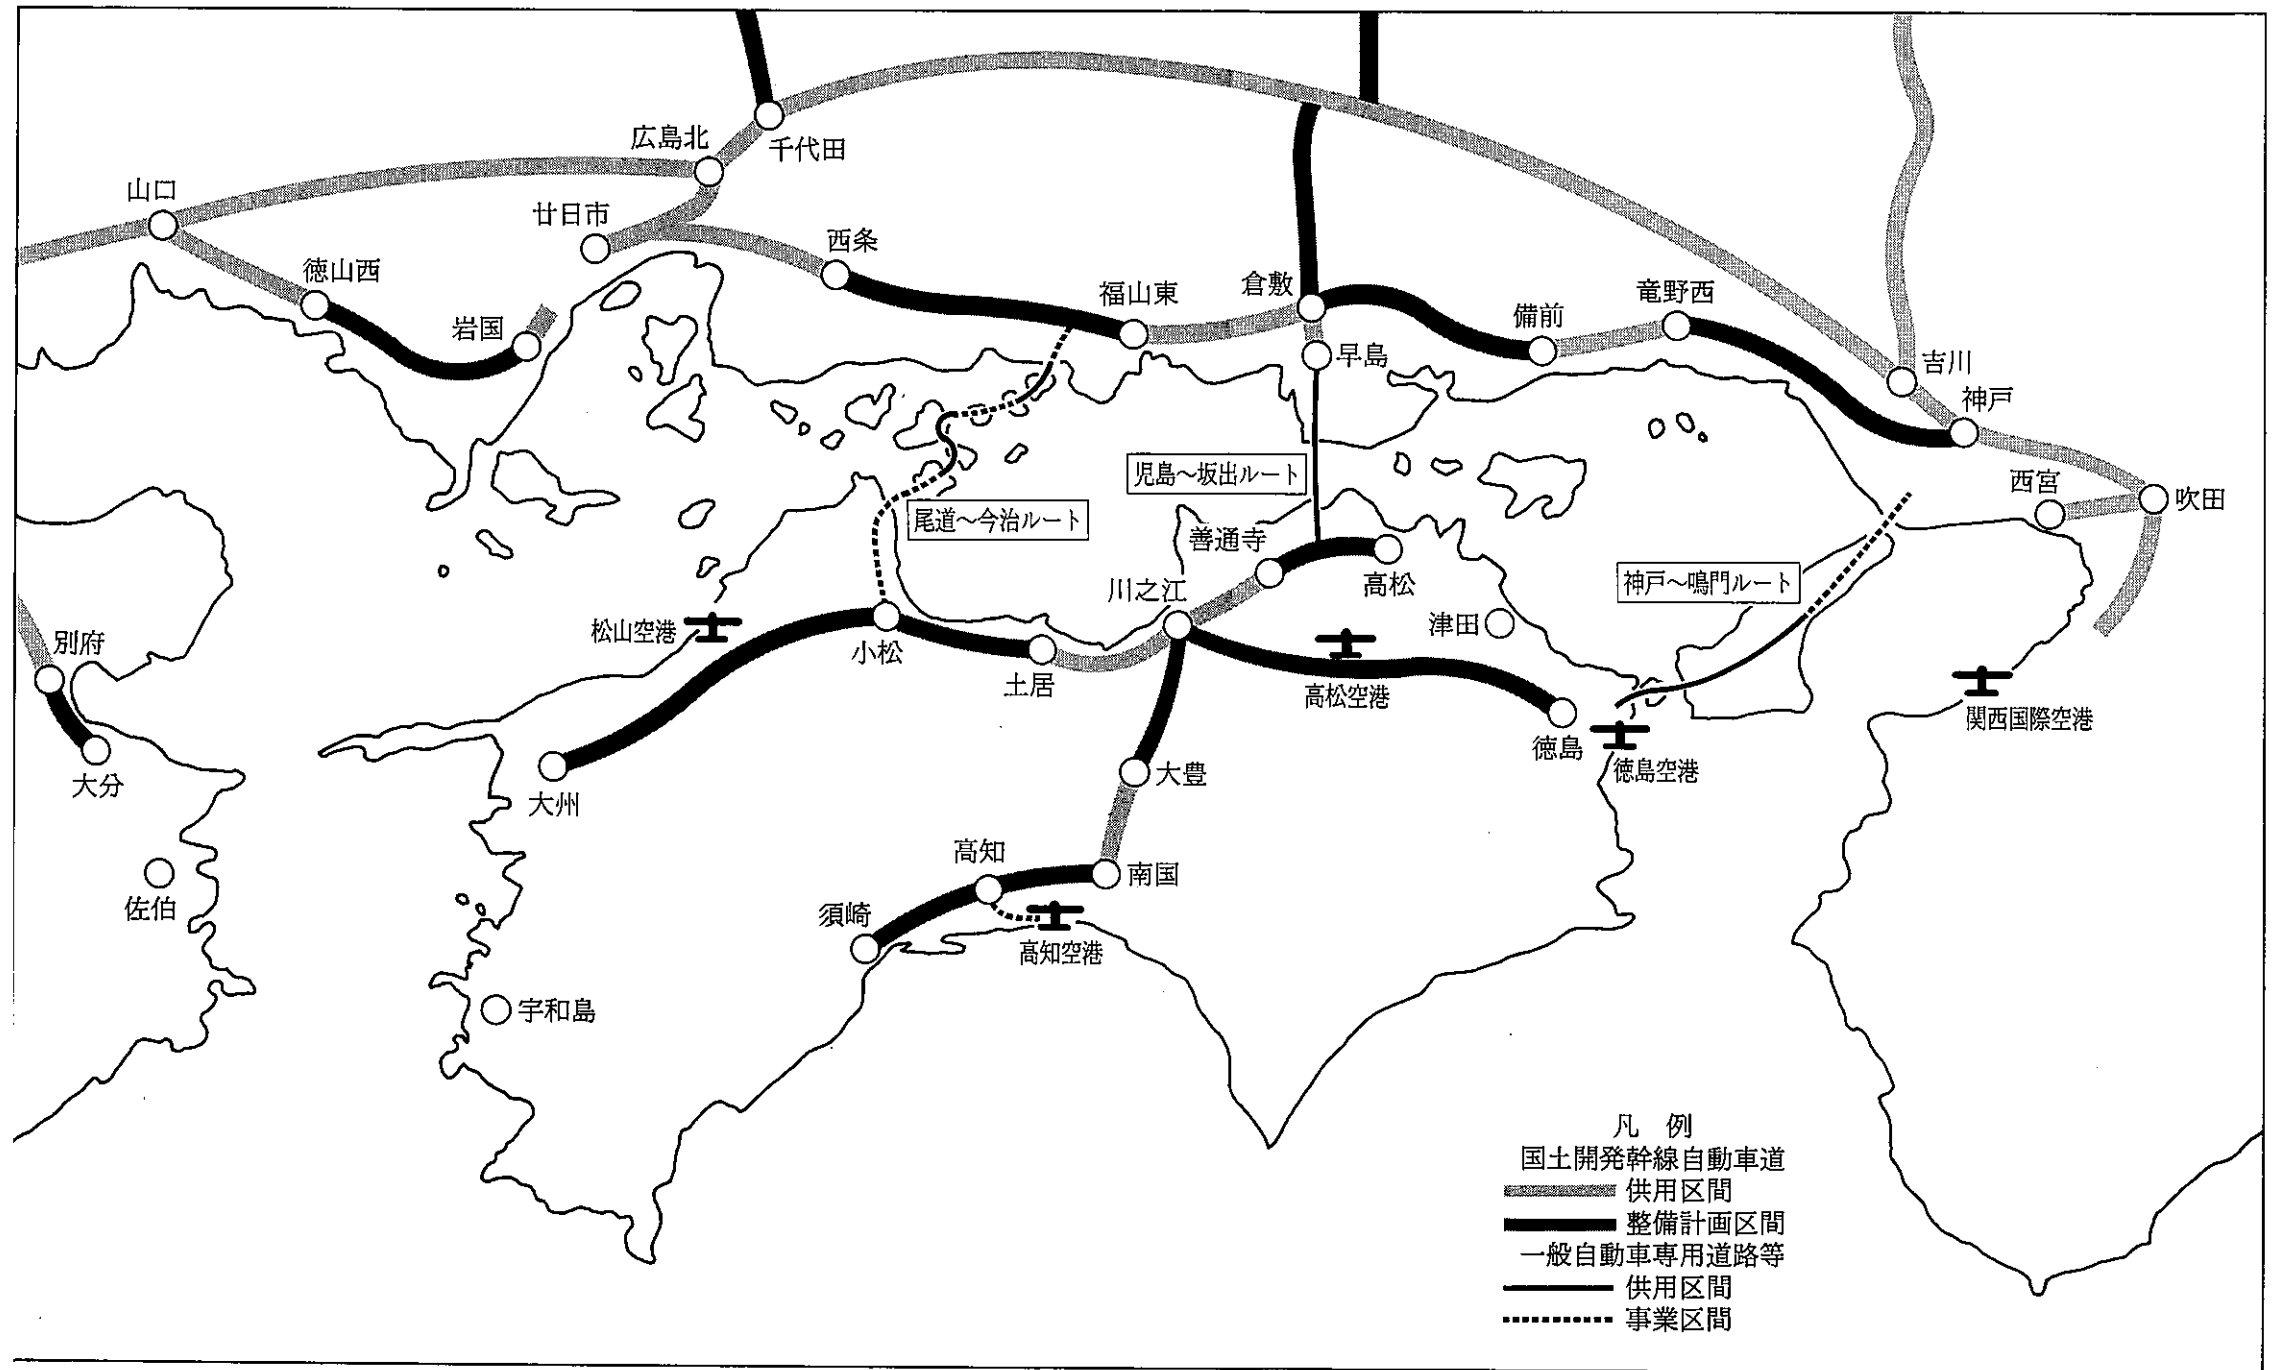 広島北
千代田
山口
廿日市
西条
徳山西
岩国
福山東
倉敷
早島
備前
竜野西
吉川
神戸
西宮
吹田
児島〜坂出ルート
尾道〜今治ルート
善通寺
高松
川之江
神戸〜鳴門ルート
津田
松山空港
小松
土居
高松空港
別府
大分
大州
大豊
徳島
徳島空港
関西国際空港
佐伯
高知
南国
須崎
高知空港
宇和島
凡 例
国土開発幹線自動車道
供用区間
整備計画区間
一般自動車専用道路等
供用区間
事業区間